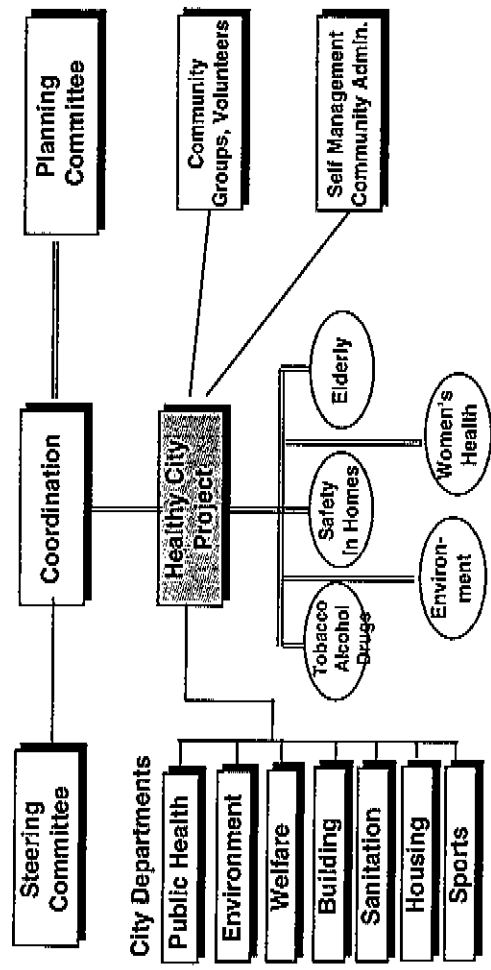 Steering
Committee
Coordination
Planning
Committee
City Departments
Public Health
Environment
Welfare
Building
Sanitation
Housing
Sports
Healthy City
Project
Community
Groups, Volunteers
Self Management
Community Admin.
Tobacco
Alcohol
Drugs
Safety
In Homes
Elderly
Environ-
ment
Women's
Health